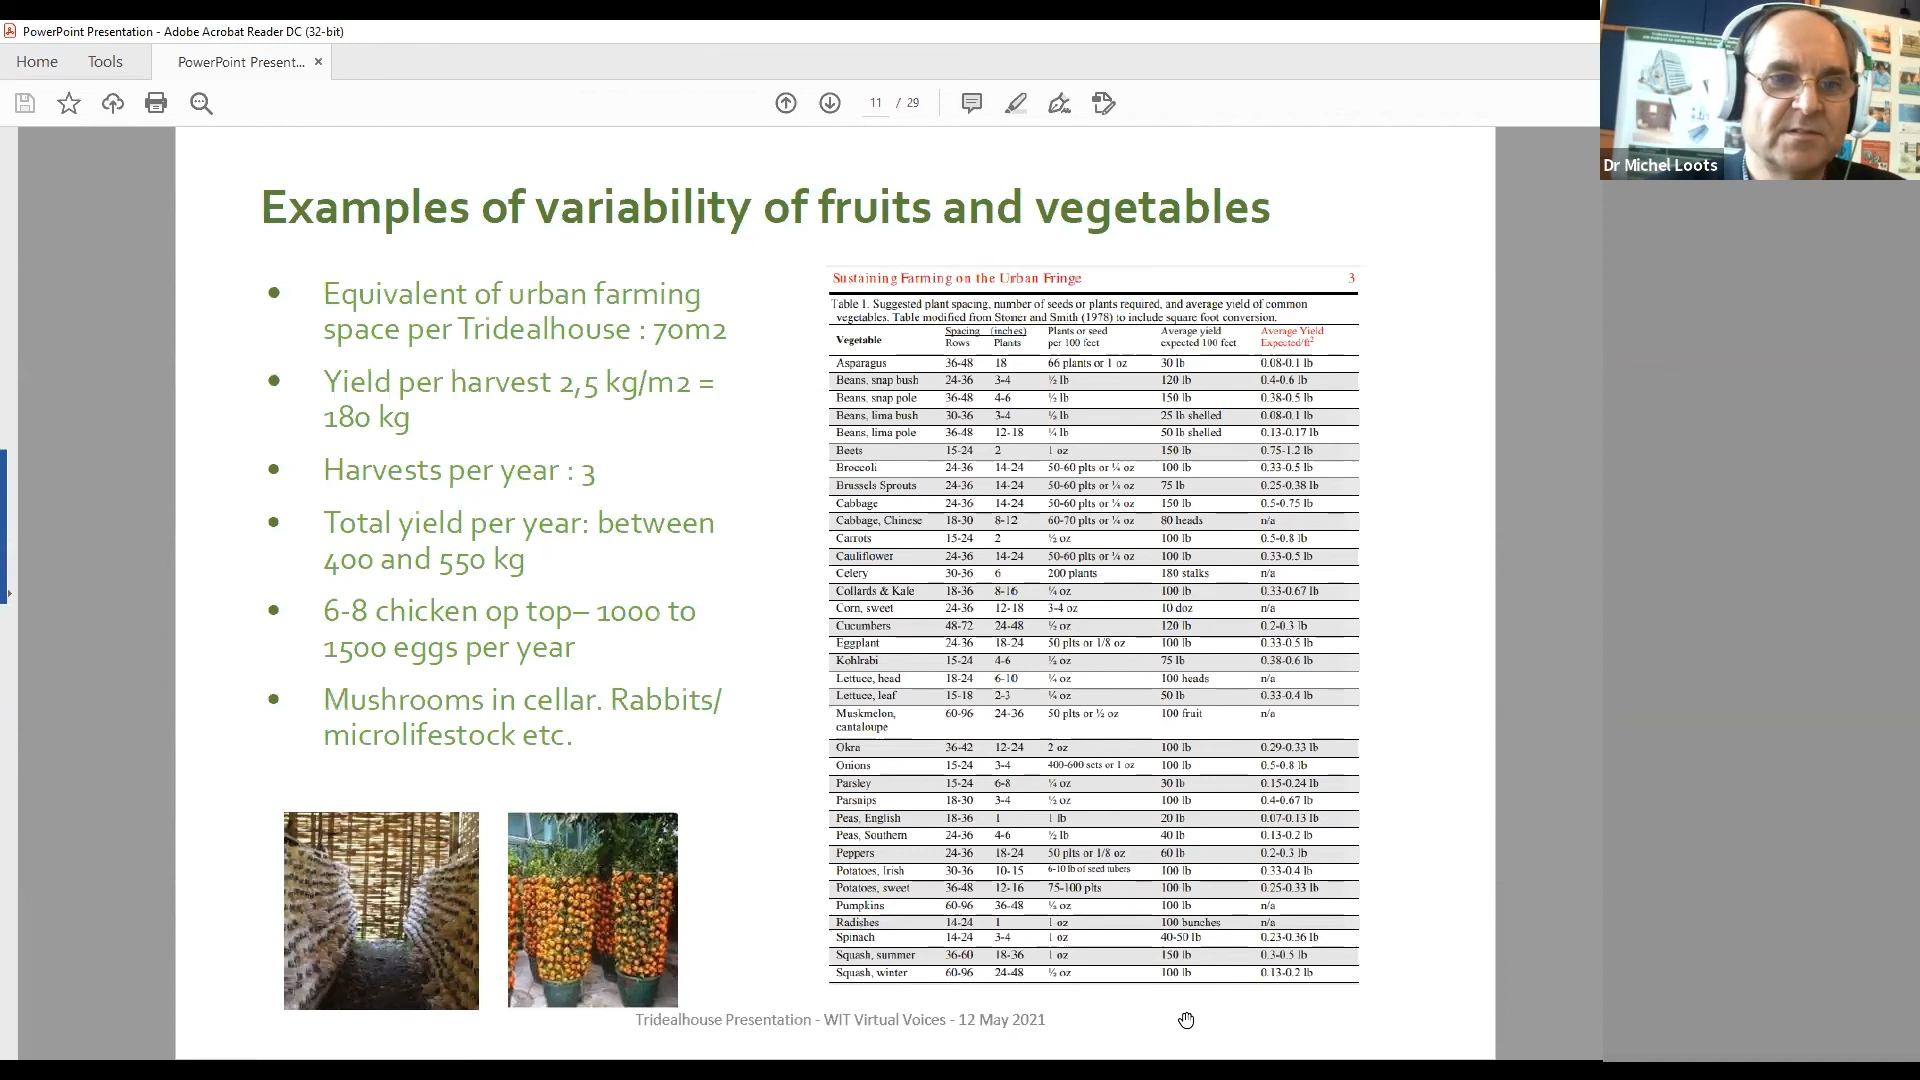 PowerPoint Presentation - Adobe Acrobat Reader DC (32-bit)
Home Tools PowerPoint Present... ×
11 / 29
Dr Michel Loots
Examples of variability of fruits and vegetables
• Equivalent of urban farming
space per Tridealhouse : 70m2
• Yield per harvest 2,5 kg/m2 =
180 kg
• Harvests per year : 3
• Total yield per year: between
400 and 550 kg
• 6-8 chicken op top– 1000 to
1500 eggs per year
• Mushrooms in cellar. Rabbits/
microlifestock etc.
Sustaining Farming on the Urban Fringe 3
Table 1. Suggested plant spacing, number of seeds or plants required, and average yield of common
vegetables. Table modified from Stoner and Smith (1978) to include square foot conversion.
Spacing (inches) Plants or seed Average yield Average Yield
Vegetable Rows Plants per 100 feet expected 100 feet Expected/ft²
Asparagus 36-48 18 66 plants or 1 oz 30 lb 0.08-0.1 lb
Beans, snap bush 24-36 3-4 ½ lb 120 lb 0.4-0.6 lb
Beans, snap pole 36-48 4-6 ½ lb 150 lb 0.38-0.5 lb
Beans, lima bush 30-36 3-4 ½ lb 25 lb shelled 0.08-0.1 lb
Beans, lima pole 36-48 12-18 ¼ lb 50 lb shelled 0.13-0.17 lb
Beets 15-24 2 1 oz 150 lb 0.75-1.2 lb
Broccoli 24-36 14-24 50-60 plts or ¼ oz 100 lb 0.33-0.5 lb
Brussels Sprouts 24-36 14-24 50-60 plts or ¼ oz 75 lb 0.25-0.38 lb
Cabbage 24-36 14-24 50-60 plts or ¼ oz 150 lb 0.5-0.75 lb
Cabbage, Chinese 18-30 8-12 60-70 plts or ¼ oz 80 heads n/a
Carrots 15-24 2 ½ oz 100 lb 0.5-0.8 lb
Cauliflower 24-36 14-24 50-60 plts or ¼ oz 100 lb 0.33-0.5 lb
Celery 30-36 6 200 plants 180 stalks n/a
Collards & Kale 18-36 8-16 ¼ oz 100 lb 0.33-0.67 lb
Corn, sweet 24-36 12-18 3-4 oz 10 doz n/a
Cucumbers 48-72 24-48 ½ oz 120 lb 0.2-0.3 lb
Eggplant 24-36 18-24 50 plts or 1/8 oz 100 lb 0.33-0.5 lb
Kohlrabi 15-24 4-6 ½ oz 75 lb 0.38-0.6 lb
Lettuce, head 18-24 6-10 ¼ oz 100 heads n/a
Lettuce, leaf 15-18 2-3 ¼ oz 50 lb 0.33-0.4 lb
Muskmelon, 60-96 24-36 50 plts or ½ oz 100 fruit n/a
cantaloupe
Okra 36-42 12-24 2 oz 100 lb 0.29-0.33 lb
Onions 15-24 3-4 400-600 sets or 1 oz 100 lb 0.5-0.8 lb
Parsley 15-24 6-8 ¼ oz 30 lb 0.15-0.24 lb
Parsnips 18-30 3-4 ½ oz 100 lb 0.4-0.67 lb
Peas, English 18-36 1 1 lb 20 lb 0.07-0.13 lb
Peas, Southern 24-36 4-6 ½ lb 40 lb 0.13-0.2 lb
Peppers 24-36 18-24 50 plts or 1/8 oz 60 lb 0.2-0.3 lb
Potatoes, Irish 30-36 10-15 6-10 lb of seed tubers 100 lb 0.33-0.4 lb
Potatoes, sweet 36-48 12-16 75-100 plts 100 lb 0.25-0.33 lb
Pumpkins 60-96 36-48 ½ oz 100 lb n/a
Radishes 14-24 1 1 oz 100 bunches n/a
Spinach 14-24 3-4 1 oz 40-50 lb 0.23-0.36 lb
Squash, summer 36-60 18-36 1 oz 150 lb 0.3-0.5 lb
Squash, winter 60-96 24-48 ½ oz 100 lb 0.13-0.2 lb
Tridealhouse Presentation - WIT Virtual Voices - 12 May 2021